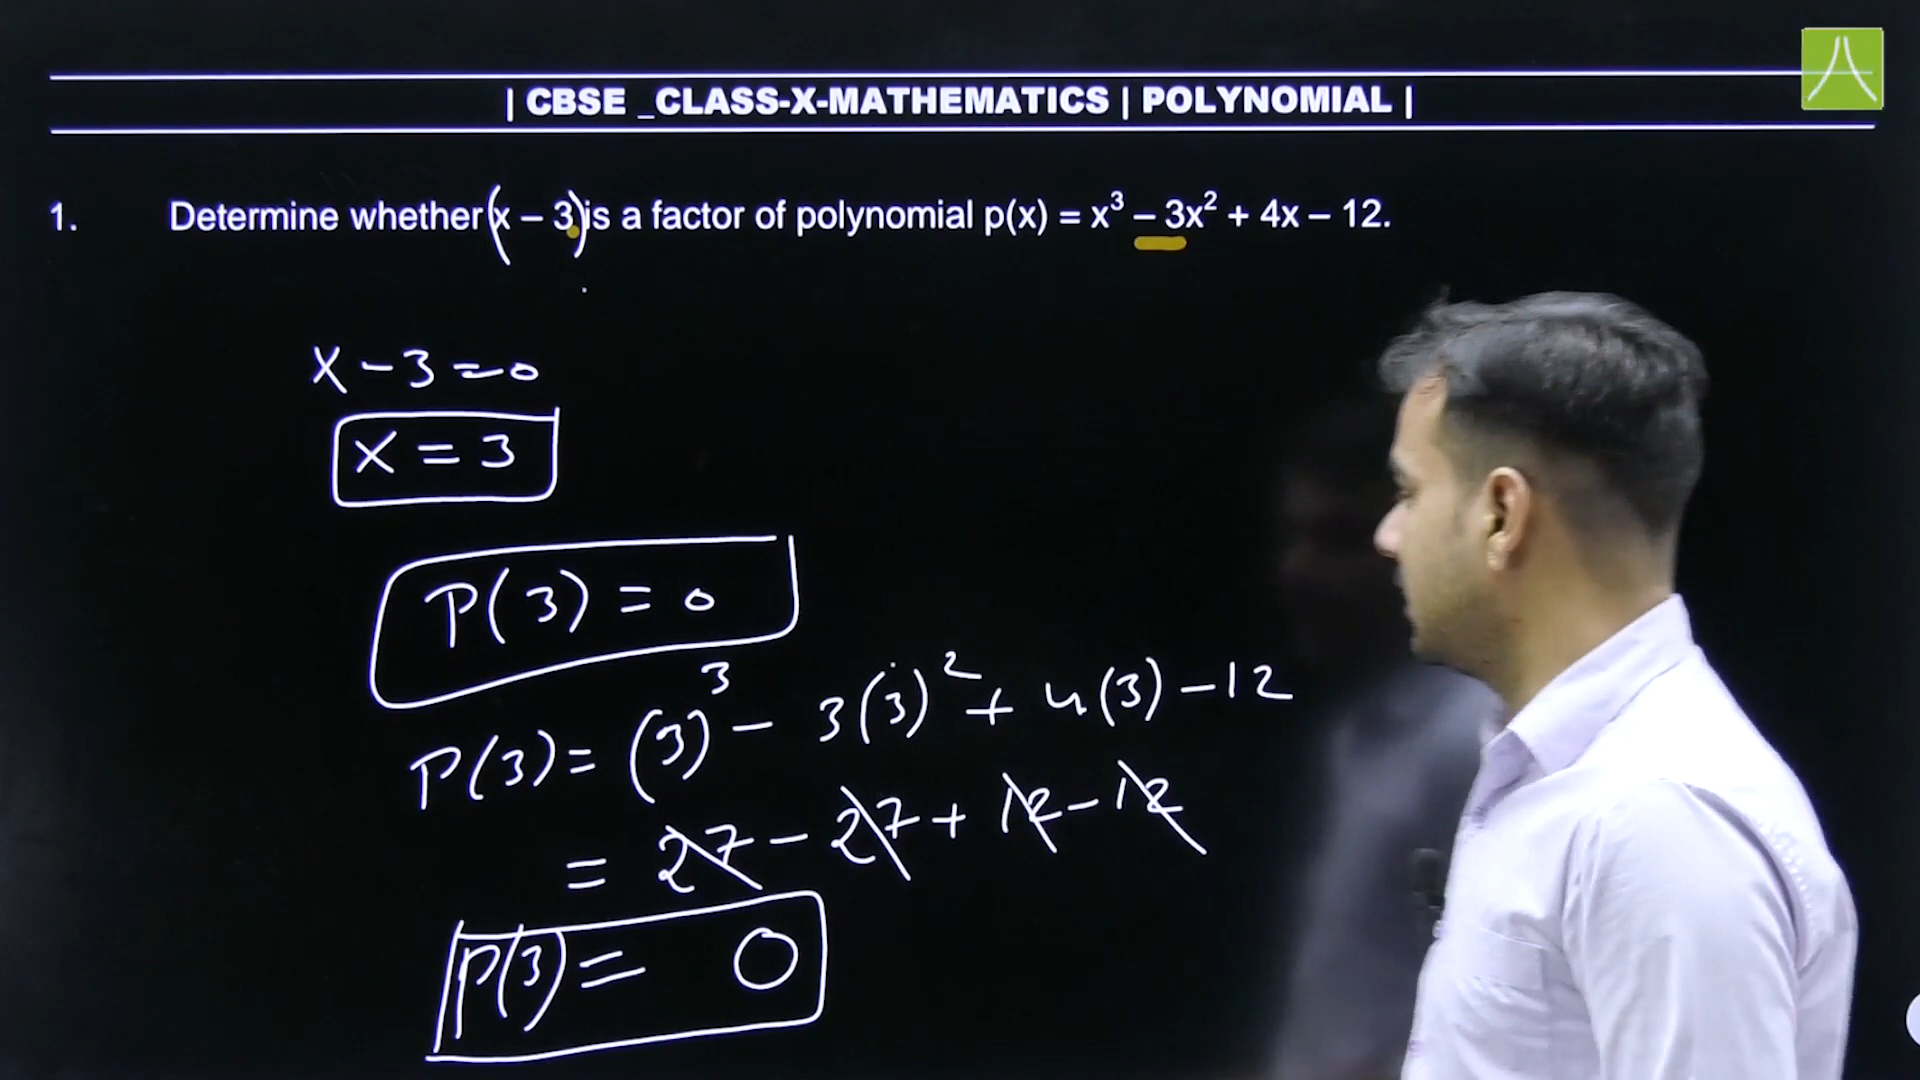 | CBSE _CLASS-X-MATHEMATICS | POLYNOMIAL |
1. Determine whether (x – 3) is a factor of polynomial p(x) = x³ – 3x² + 4x – 12.
x - 3 = 0
x = 3
P(3) = 0
P(3) = (3)³ - 3(3)² + 4(3) - 12
= 27 - 27 + 12 - 12
P(3) = 0